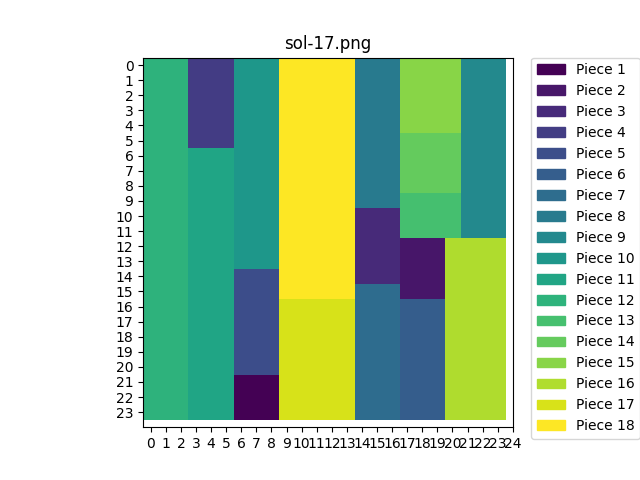 sol-17.png
0
1
2
3
4
5
6
7
8
9
10
11
12
13
14
15
16
17
18
19
20
21
22
23
0 1 2 3 4 5 6 7 8 9 10 11 12 13 14 15 16 17 18 19 20 21 22 23 24
Piece 1
Piece 2
Piece 3
Piece 4
Piece 5
Piece 6
Piece 7
Piece 8
Piece 9
Piece 10
Piece 11
Piece 12
Piece 13
Piece 14
Piece 15
Piece 16
Piece 17
Piece 18